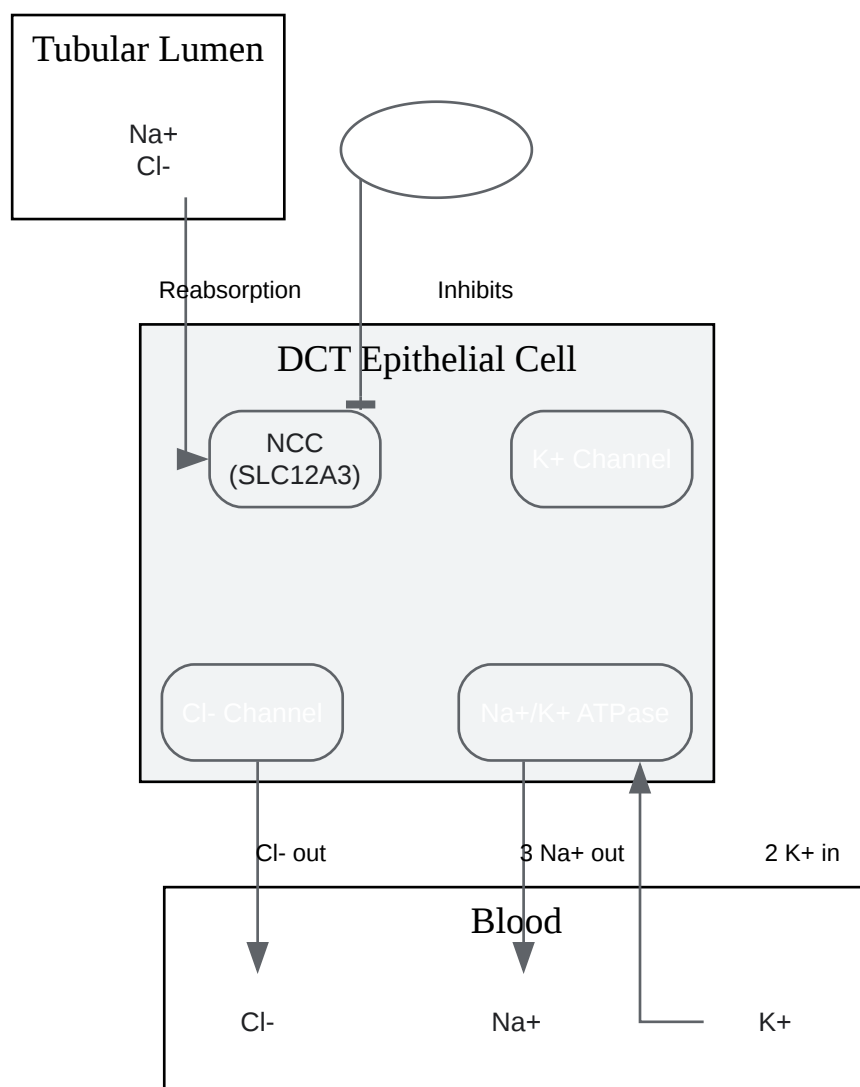 Tubular Lumen
Na+
Cl-
Reabsorption
Inhibits
DCT Epithelial Cell
NCC
(SLC12A3)
K+ Channel
Cl- Channel
Na+/K+ ATPase
Cl- out
3 Na+ out
2 K+ in
Blood
Cl-
Na+
K+